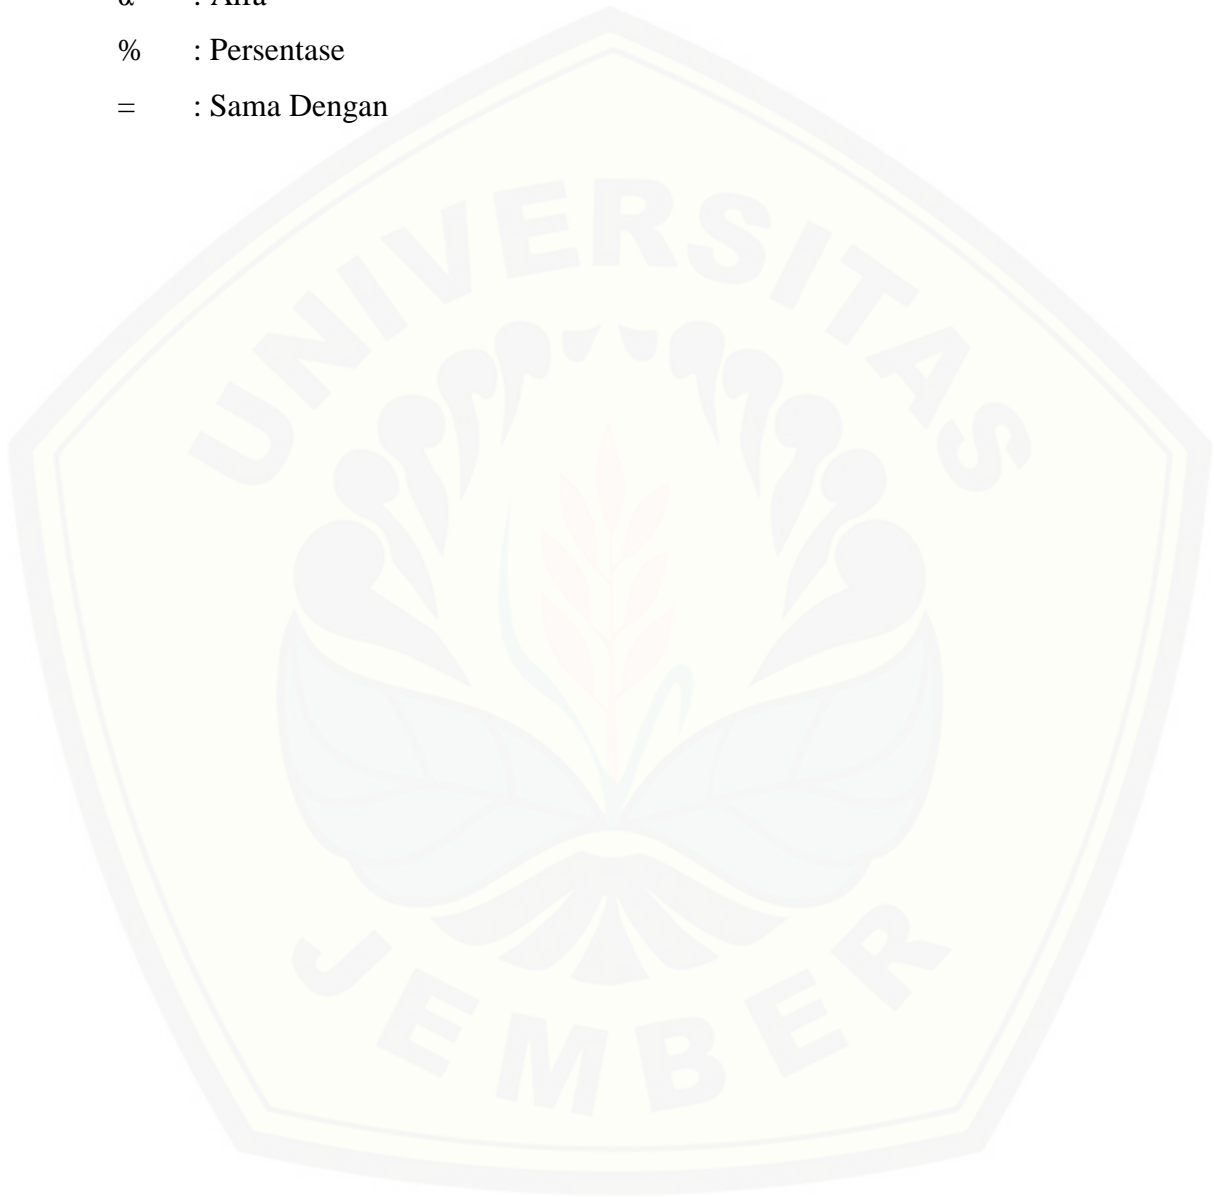 % : Persentase
= : Sama Dengan
UNIVERSITAS
JEMBER